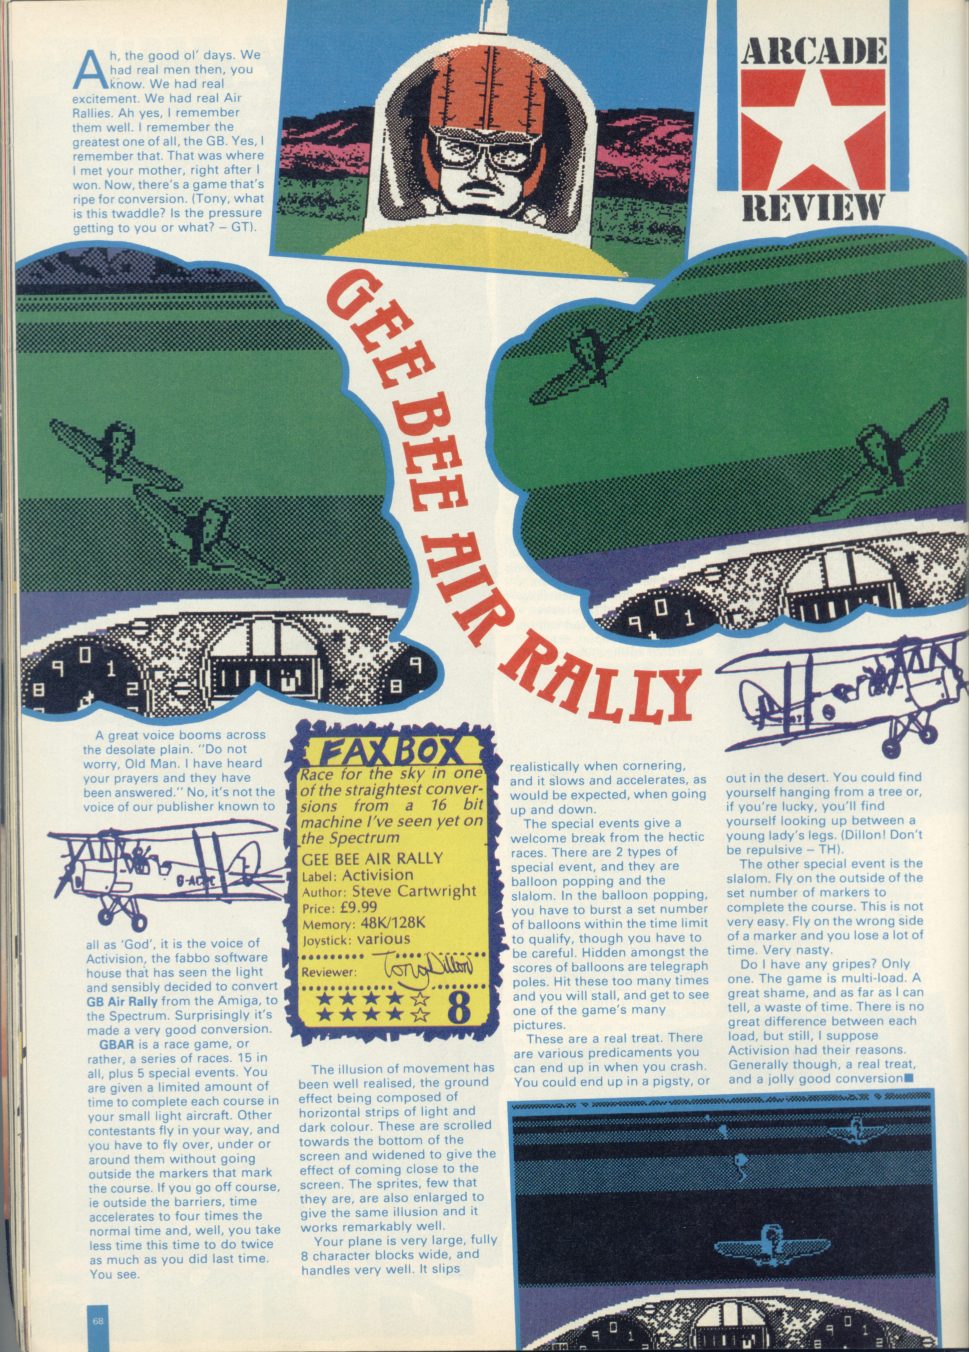 Ah, the good ol' days. We
had real men then, you
know. We had real
excitement. We had real Air
Rallies. Ah yes, I remember
them well. I remember the
greatest one of all, the GB. Yes, I
remember that. That was where
I met your mother, right after I
won. Now, there's a game that's
ripe for conversion. (Tony, what
is this twaddle? Is the pressure
getting to you or what? – GT).
ARCADE
REVIEW
GEE BEE AIR RALLY
A great voice booms across
the desolate plain. "Do not
worry, Old Man. I have heard
your prayers and they have
been answered." No, it's not the
voice of our publisher known to
all as 'God', it is the voice of
Activision, the fabbo software
house that has seen the light
and sensibly decided to convert
GB Air Rally from the Amiga, to
the Spectrum. Surprisingly it's
made a very good conversion.
GBAR is a race game, or
rather, a series of races. 15 in
all, plus 5 special events. You
are given a limited amount of
time to complete each course in
your small light aircraft. Other
contestants fly in your way, and
you have to fly over, under or
around them without going
outside the markers that mark
the course. If you go off course,
ie outside the barriers, time
accelerates to four times the
normal time and, well, you take
less time this time to do twice
as much as you did last time.
You see.
FAXBOX
Race for the sky in one
of the straightest conver-
sions from a 16 bit
machine I've seen yet on
the Spectrum
GEE BEE AIR RALLY
Label: Activision
Author: Steve Cartwright
Price: £9.99
Memory: 48K/128K
Joystick: various
Reviewer: Tony Dillon
8
The illusion of movement has
been well realised, the ground
effect being composed of
horizontal strips of light and
dark colour. These are scrolled
towards the bottom of the
screen and widened to give the
effect of coming close to the
screen. The sprites, few that
they are, are also enlarged to
give the same illusion and it
works remarkably well.
Your plane is very large, fully
8 character blocks wide, and
handles very well. It slips
realistically when cornering,
and it slows and accelerates, as
would be expected, when going
up and down.
The special events give a
welcome break from the hectic
races. There are 2 types of
special event, and they are
balloon popping and the
slalom. In the balloon popping,
you have to burst a set number
of balloons within the time limit
to qualify, though you have to
be careful. Hidden amongst the
scores of balloons are telegraph
poles. Hit these too many times
and you will stall, and get to see
one of the game's many
pictures.
These are a real treat. There
are various predicaments you
can end up in when you crash.
You could end up in a pigsty, or
out in the desert. You could find
yourself hanging from a tree or,
if you're lucky, you'll find
yourself looking up between a
young lady's legs. (Dillon! Don't
be repulsive – TH).
The other special event is the
slalom. Fly on the outside of the
set number of markers to
complete the course. This is not
very easy. Fly on the wrong side
of a marker and you lose a lot of
time. Very nasty.
Do I have any gripes? Only
one. The game is multi-load. A
great shame, and as far as I can
tell, a waste of time. There is no
great difference between each
load, but still, I suppose
Activision had their reasons.
Generally though, a real treat,
and a jolly good conversion
68